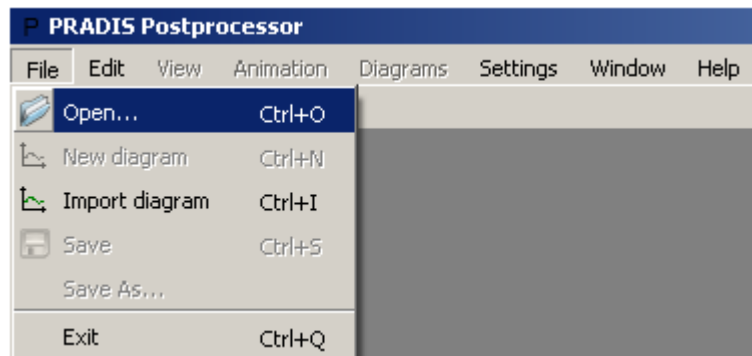 P PRADIS Postprocessor
File Edit View Animation Diagrams Settings Window Help
Open... Ctrl+O
New diagram Ctrl+N
Import diagram Ctrl+I
Save Ctrl+S
Save As...
Exit Ctrl+Q